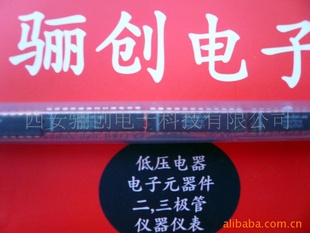 骊创电子
西安骊创电子科技有限公司
低压电器
电子元器件
二,三极管
仪器仪表
alibaba.com.cn